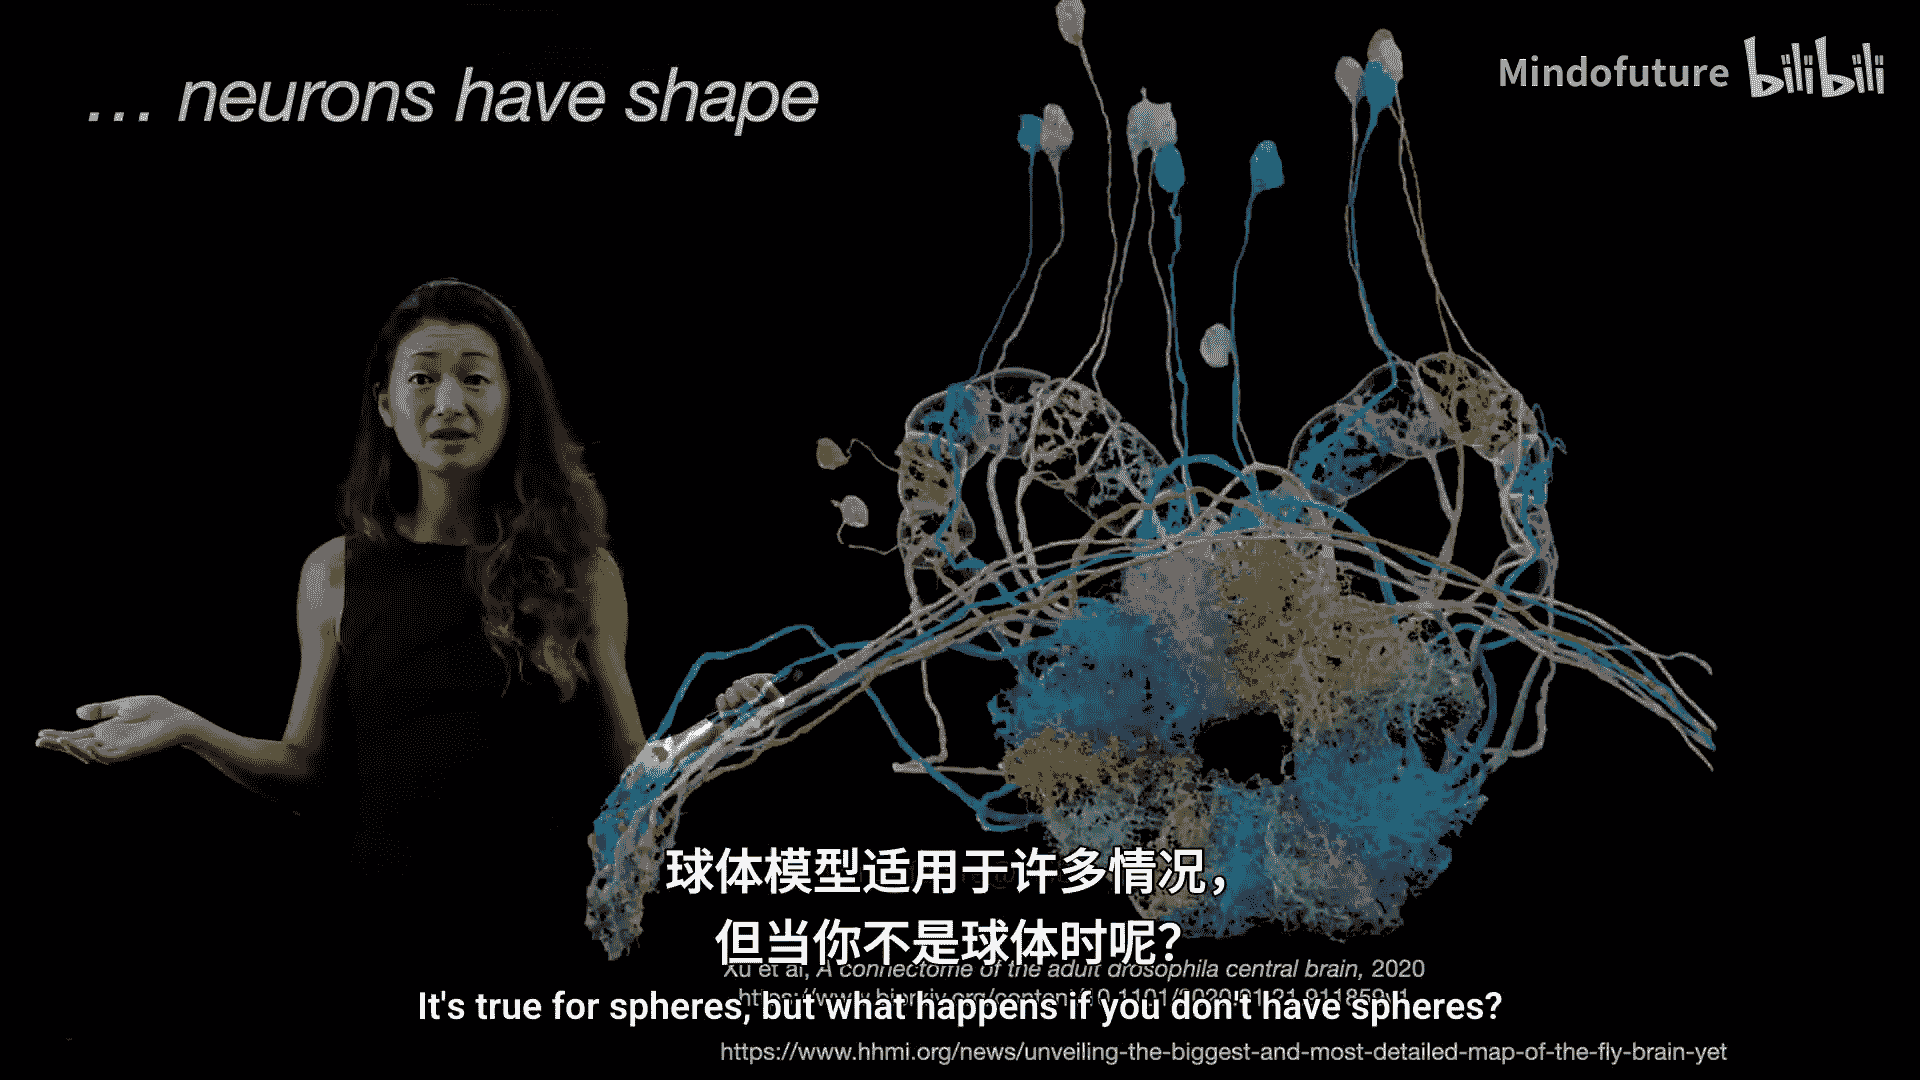 ... neurons have shape
Mindofuture bilibili
球体模型适用于许多情况，
但当你不是球体时呢？
Xu et al, A connectome of the adult drosophila central brain, 2020
It's true for spheres, but what happens if you don't have spheres?
https://www.hhmi.org/news/unveiling-the-biggest-and-most-detailed-map-of-the-fly-brain-yet